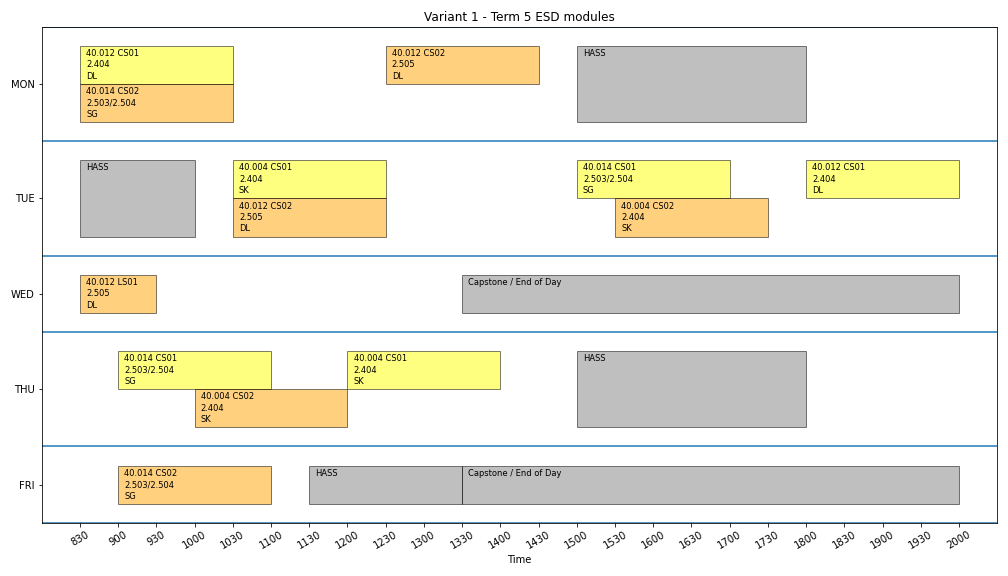 Variant 1 - Term 5 ESD modules
MON
40.012 CS01
2.404
DL
40.014 CS02
2.503/2.504
SG
40.012 CS02
2.505
DL
HASS
TUE
HASS
40.004 CS01
2.404
SK
40.012 CS02
2.505
DL
40.014 CS01
2.503/2.504
SG
40.004 CS02
2.404
SK
40.012 CS01
2.404
DL
WED
40.012 LS01
2.505
DL
Capstone / End of Day
THU
40.014 CS01
2.503/2.504
SG
40.004 CS02
2.404
SK
40.004 CS01
2.404
SK
HASS
FRI
40.014 CS02
2.503/2.504
SG
HASS
Capstone / End of Day
830 900 930 1000 1030 1100 1130 1200 1230 1300 1330 1400 1430 1500 1530 1600 1630 1700 1730 1800 1830 1900 1930 2000
Time